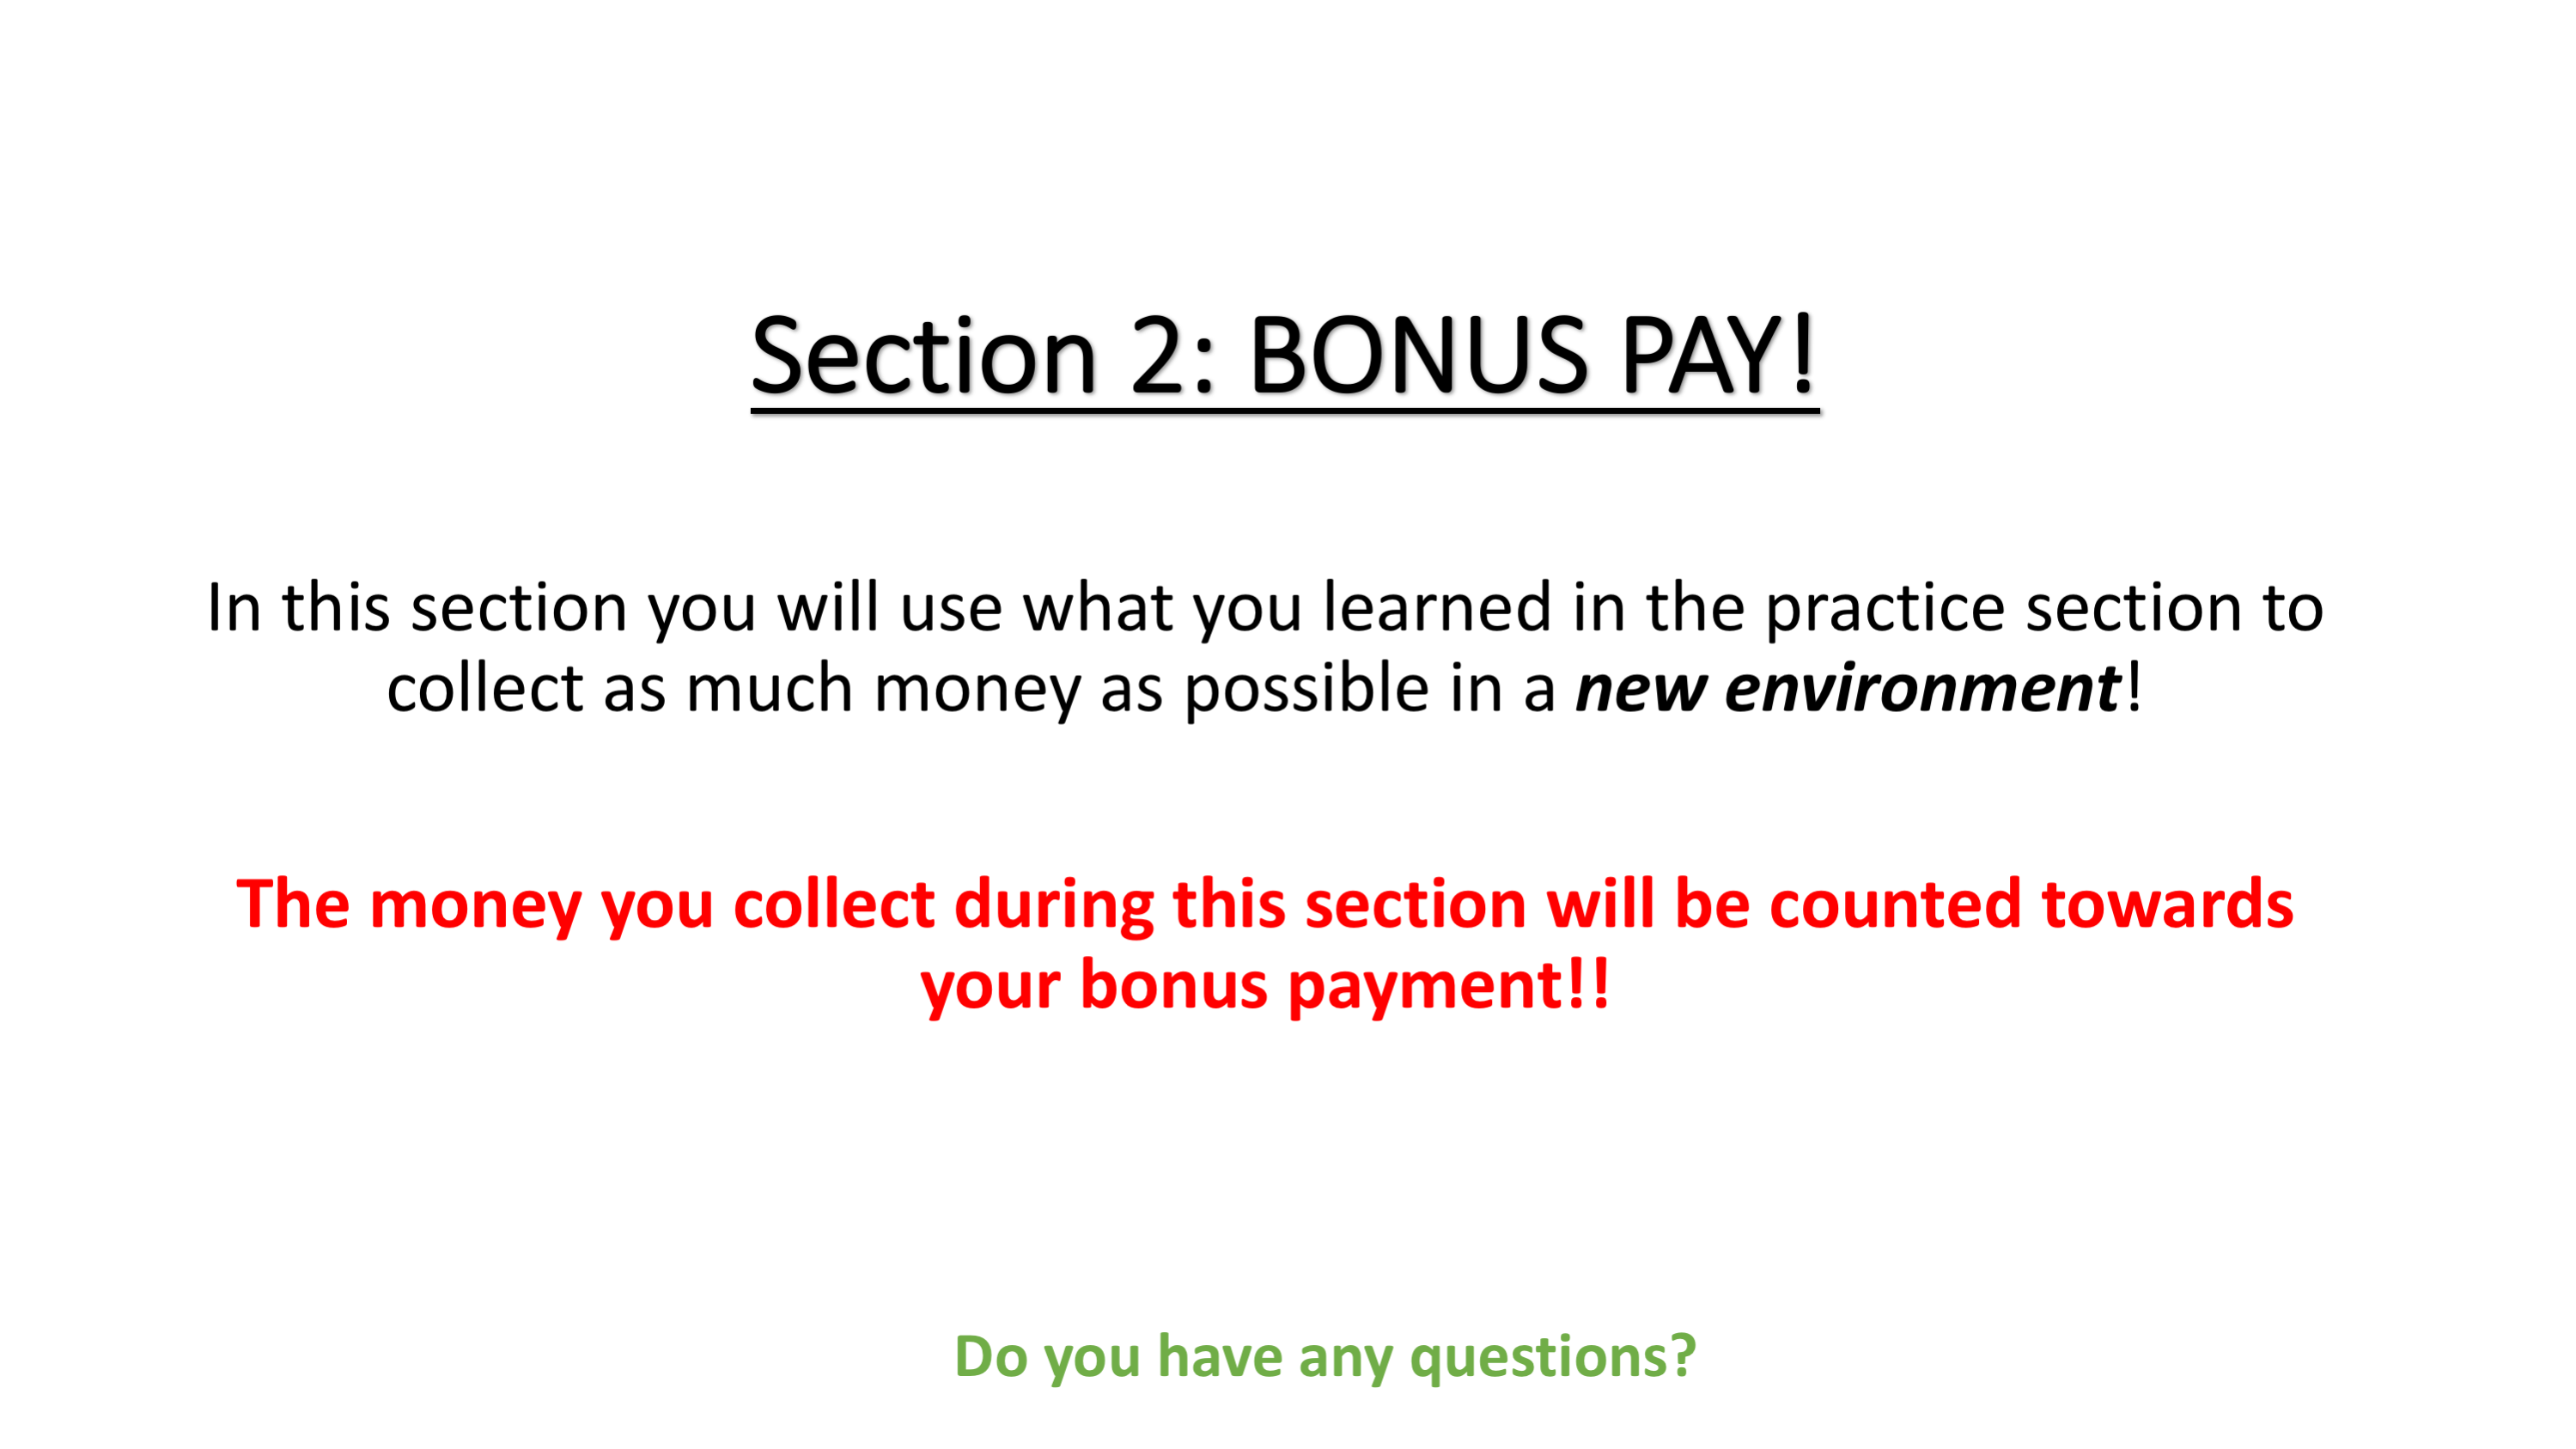 Section 2: BONUS PAY!
In this section you will use what you learned in the practice section to
collect as much money as possible in a new environment!
The money you collect during this section will be counted towards
your bonus payment!!
Do you have any questions?